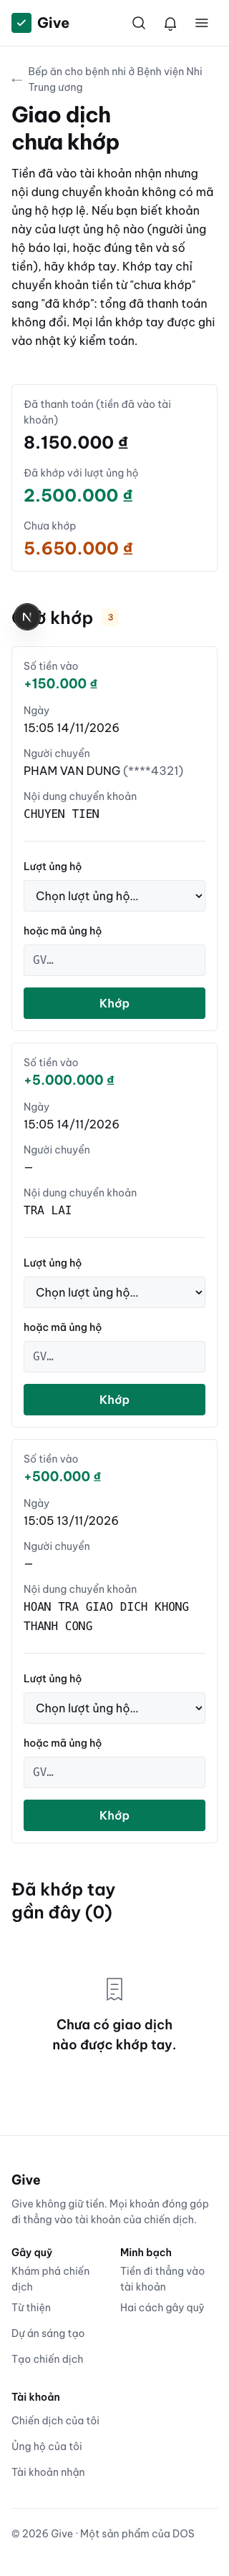 Give
Bếp ăn cho bệnh nhi ở Bệnh viện Nhi
Trung ương
Giao dịch
chưa khớp
Tiền đã vào tài khoản nhận nhưng
nội dung chuyển khoản không có mã
ủng hộ hợp lệ. Nếu bạn biết khoản
này của lượt ủng hộ nào (người ủng
hộ báo lại, hoặc đúng tên và số
tiền), hãy khớp tay. Khớp tay chỉ
chuyển khoản tiền từ "chưa khớp"
sang "đã khớp": tổng đã thanh toán
không đổi. Mọi lần khớp tay được ghi
vào nhật ký kiểm toán.
Đã thanh toán (tiền đã vào tài
khoản)
8.150.000 ₫
Đã khớp với lượt ủng hộ
2.500.000 ₫
Chưa khớp
5.650.000 ₫
khớp 3
Số tiền vào
+150.000 ₫
Ngày
15:05 14/11/2026
Người chuyển
PHAM VAN DUNG (****4321)
Nội dung chuyển khoản
CHUYEN TIEN
Lượt ủng hộ
Chọn lượt ủng hộ...
hoặc mã ủng hộ
GV…
Khớp
Số tiền vào
+5.000.000 ₫
Ngày
15:05 14/11/2026
Người chuyển
—
Nội dung chuyển khoản
TRA LAI
Lượt ủng hộ
Chọn lượt ủng hộ...
hoặc mã ủng hộ
GV…
Khớp
Số tiền vào
+500.000 ₫
Ngày
15:05 13/11/2026
Người chuyển
—
Nội dung chuyển khoản
HOAN TRA GIAO DICH KHONG
THANH CONG
Lượt ủng hộ
Chọn lượt ủng hộ...
hoặc mã ủng hộ
GV…
Khớp
Đã khớp tay
gần đây (0)
Chưa có giao dịch
nào được khớp tay.
Give
Give không giữ tiền. Mọi khoản đóng góp
đi thẳng vào tài khoản của chiến dịch.
Gây quỹ
Khám phá chiến
dịch
Từ thiện
Dự án sáng tạo
Tạo chiến dịch
Minh bạch
Tiền đi thẳng vào
tài khoản
Hai cách gây quỹ
Tài khoản
Chiến dịch của tôi
Ủng hộ của tôi
Tài khoản nhận
© 2026 Give · Một sản phẩm của DOS